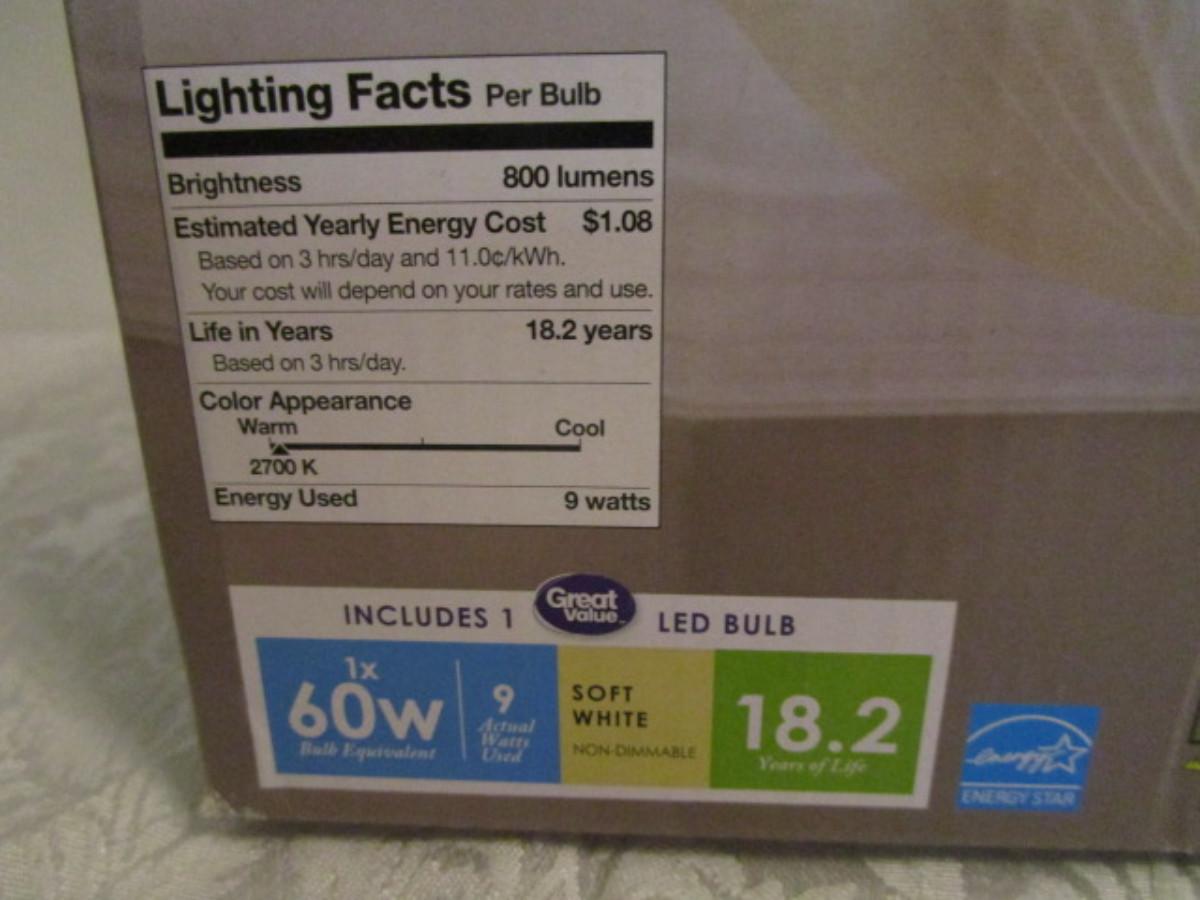 Lighting Facts Per Bulb
Brightness 800 lumens
Estimated Yearly Energy Cost $1.08
Based on 3 hrs/day and 11.0¢/kWh.
Your cost will depend on your rates and use.
Life in Years 18.2 years
Based on 3 hrs/day.
Color Appearance
Warm Cool
2700 K
Energy Used 9 watts
INCLUDES 1 Great Value™ LED BULB
1x
60w
Bulb Equivalent
9
Actual
Watts
Used
SOFT
WHITE
NON-DIMMABLE
18.2
Years of Life
energy
ENERGY STAR